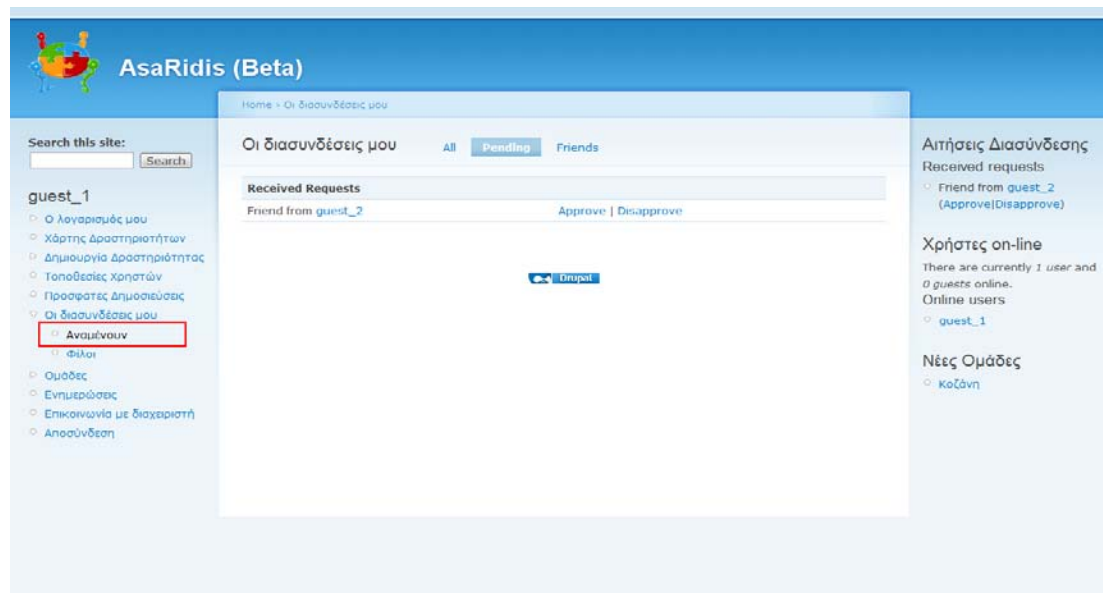 AsaRidis (Beta)
Home › Οι διασυνδέσεις μου
Search this site:
Search
guest_1
Ο λογαρισμός μου
Χάρτης Δραστηριοτήτων
Δημιουργία Δραστηριότητας
Τοποθεσίες Χρηστών
Προσφατες Δημοσιεύσεις
Οι διασυνδέσεις μου
Αναμένουν
Φίλοι
Ομάδες
Ενημερώσεις
Επικοινωνία με διαχειριστή
Αποσύνδεση
Οι διασυνδέσεις μου All Pending Friends
Received Requests
Friend from guest_2 Approve | Disapprove
Drupal
Αιτήσεις Διασύνδεσης
Received requests
Friend from guest_2
(Approve|Disapprove)
Χρήστες on-line
There are currently 1 user and
0 guests online.
Online users
guest_1
Νέες Ομάδες
Κοζάνη